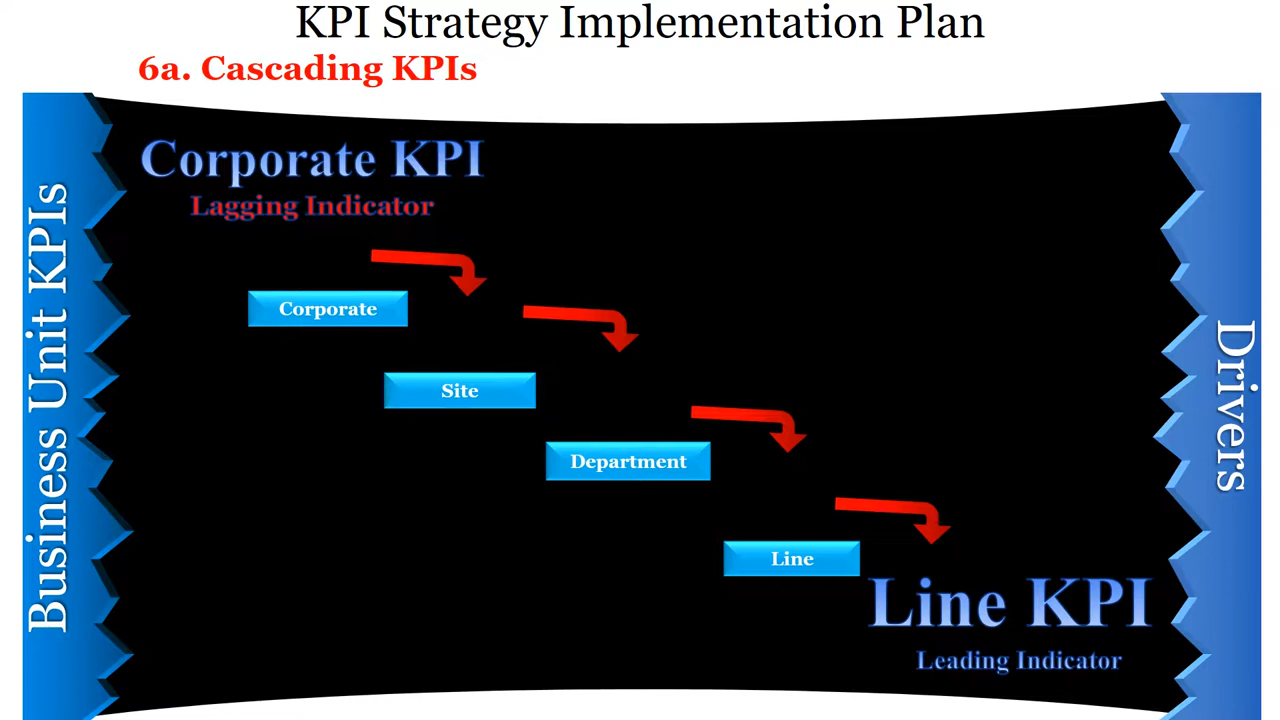 KPI Strategy Implementation Plan
6a. Cascading KPIs
Business Unit KPIs
Corporate KPI
Lagging Indicator
Corporate
Site
Department
Line
Line KPI
Leading Indicator
Drivers